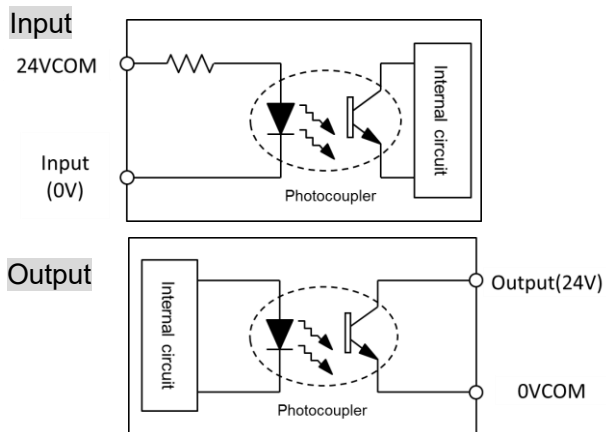 Input
24VCOM
Input
(0V)
Internal circuit
Photocoupler
Output
Internal circuit
Output(24V)
0VCOM
Photocoupler